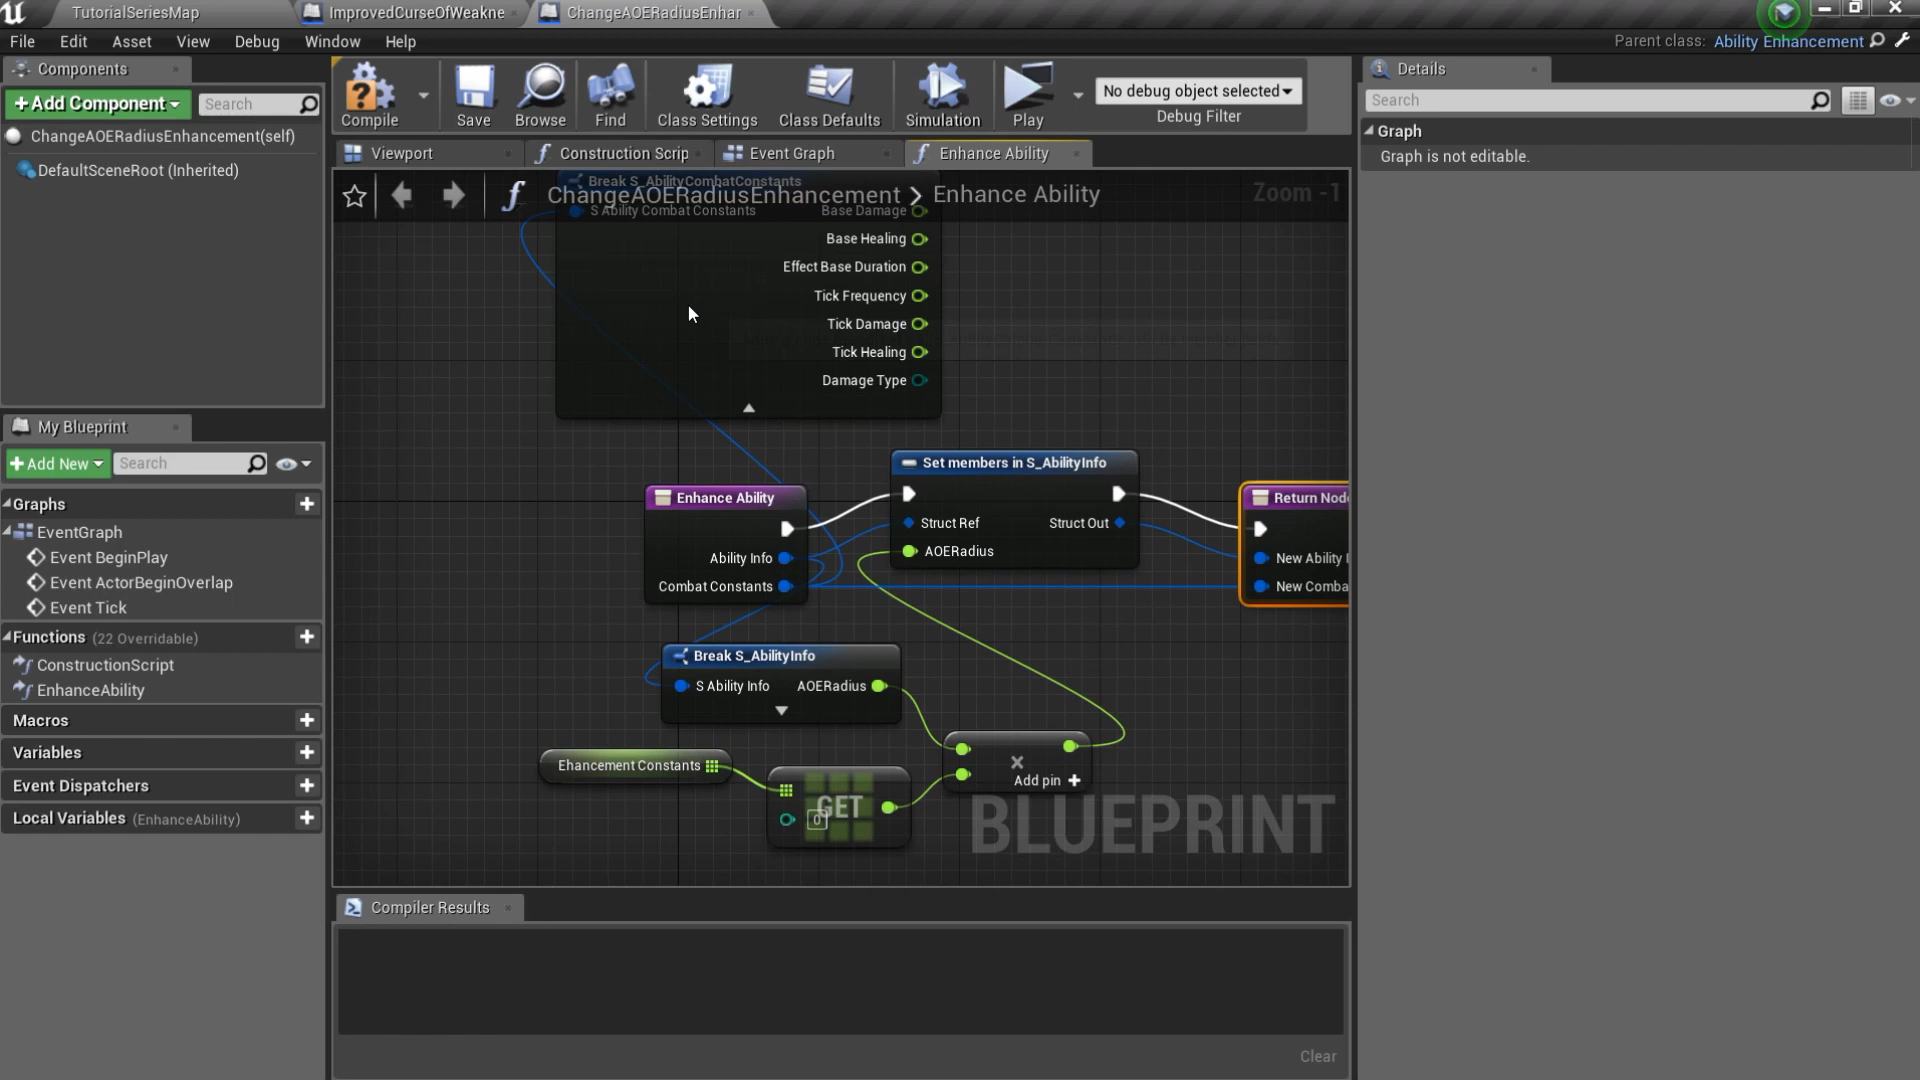 TutorialSeriesMap
ImprovedCurseOfWeakne
ChangeAOERadiusEnhar
File
Edit
Asset
View
Debug
Window
Help
Parent class: Ability Enhancement
Components
Add Component
Search
ChangeAOERadiusEnhancement(self)
DefaultSceneRoot (Inherited)
Compile
Save
Browse
Find
Class Settings
Class Defaults
Simulation
Play
No debug object selected
Debug Filter
Viewport
Construction Scrip
Event Graph
Enhance Ability
ChangeAOERadiusEnhancement > Enhance Ability
Zoom -1
Break S_AbilityCombatConstants
S Ability Combat Constants
Base Damage
Base Healing
Effect Base Duration
Tick Frequency
Tick Damage
Tick Healing
Damage Type
Enhance Ability
Ability Info
Combat Constants
Set members in S_AbilityInfo
Struct Ref
Struct Out
AOERadius
Return Node
New Ability I
New Comba
Break S_AbilityInfo
S Ability Info
AOERadius
Ehancement Constants
GET
0
Add pin +
BLUEPRINT
My Blueprint
Add New
Search
Graphs
EventGraph
Event BeginPlay
Event ActorBeginOverlap
Event Tick
Functions (22 Overridable)
ConstructionScript
EnhanceAbility
Macros
Variables
Event Dispatchers
Local Variables (EnhanceAbility)
Compiler Results
Clear
Details
Search
Graph
Graph is not editable.